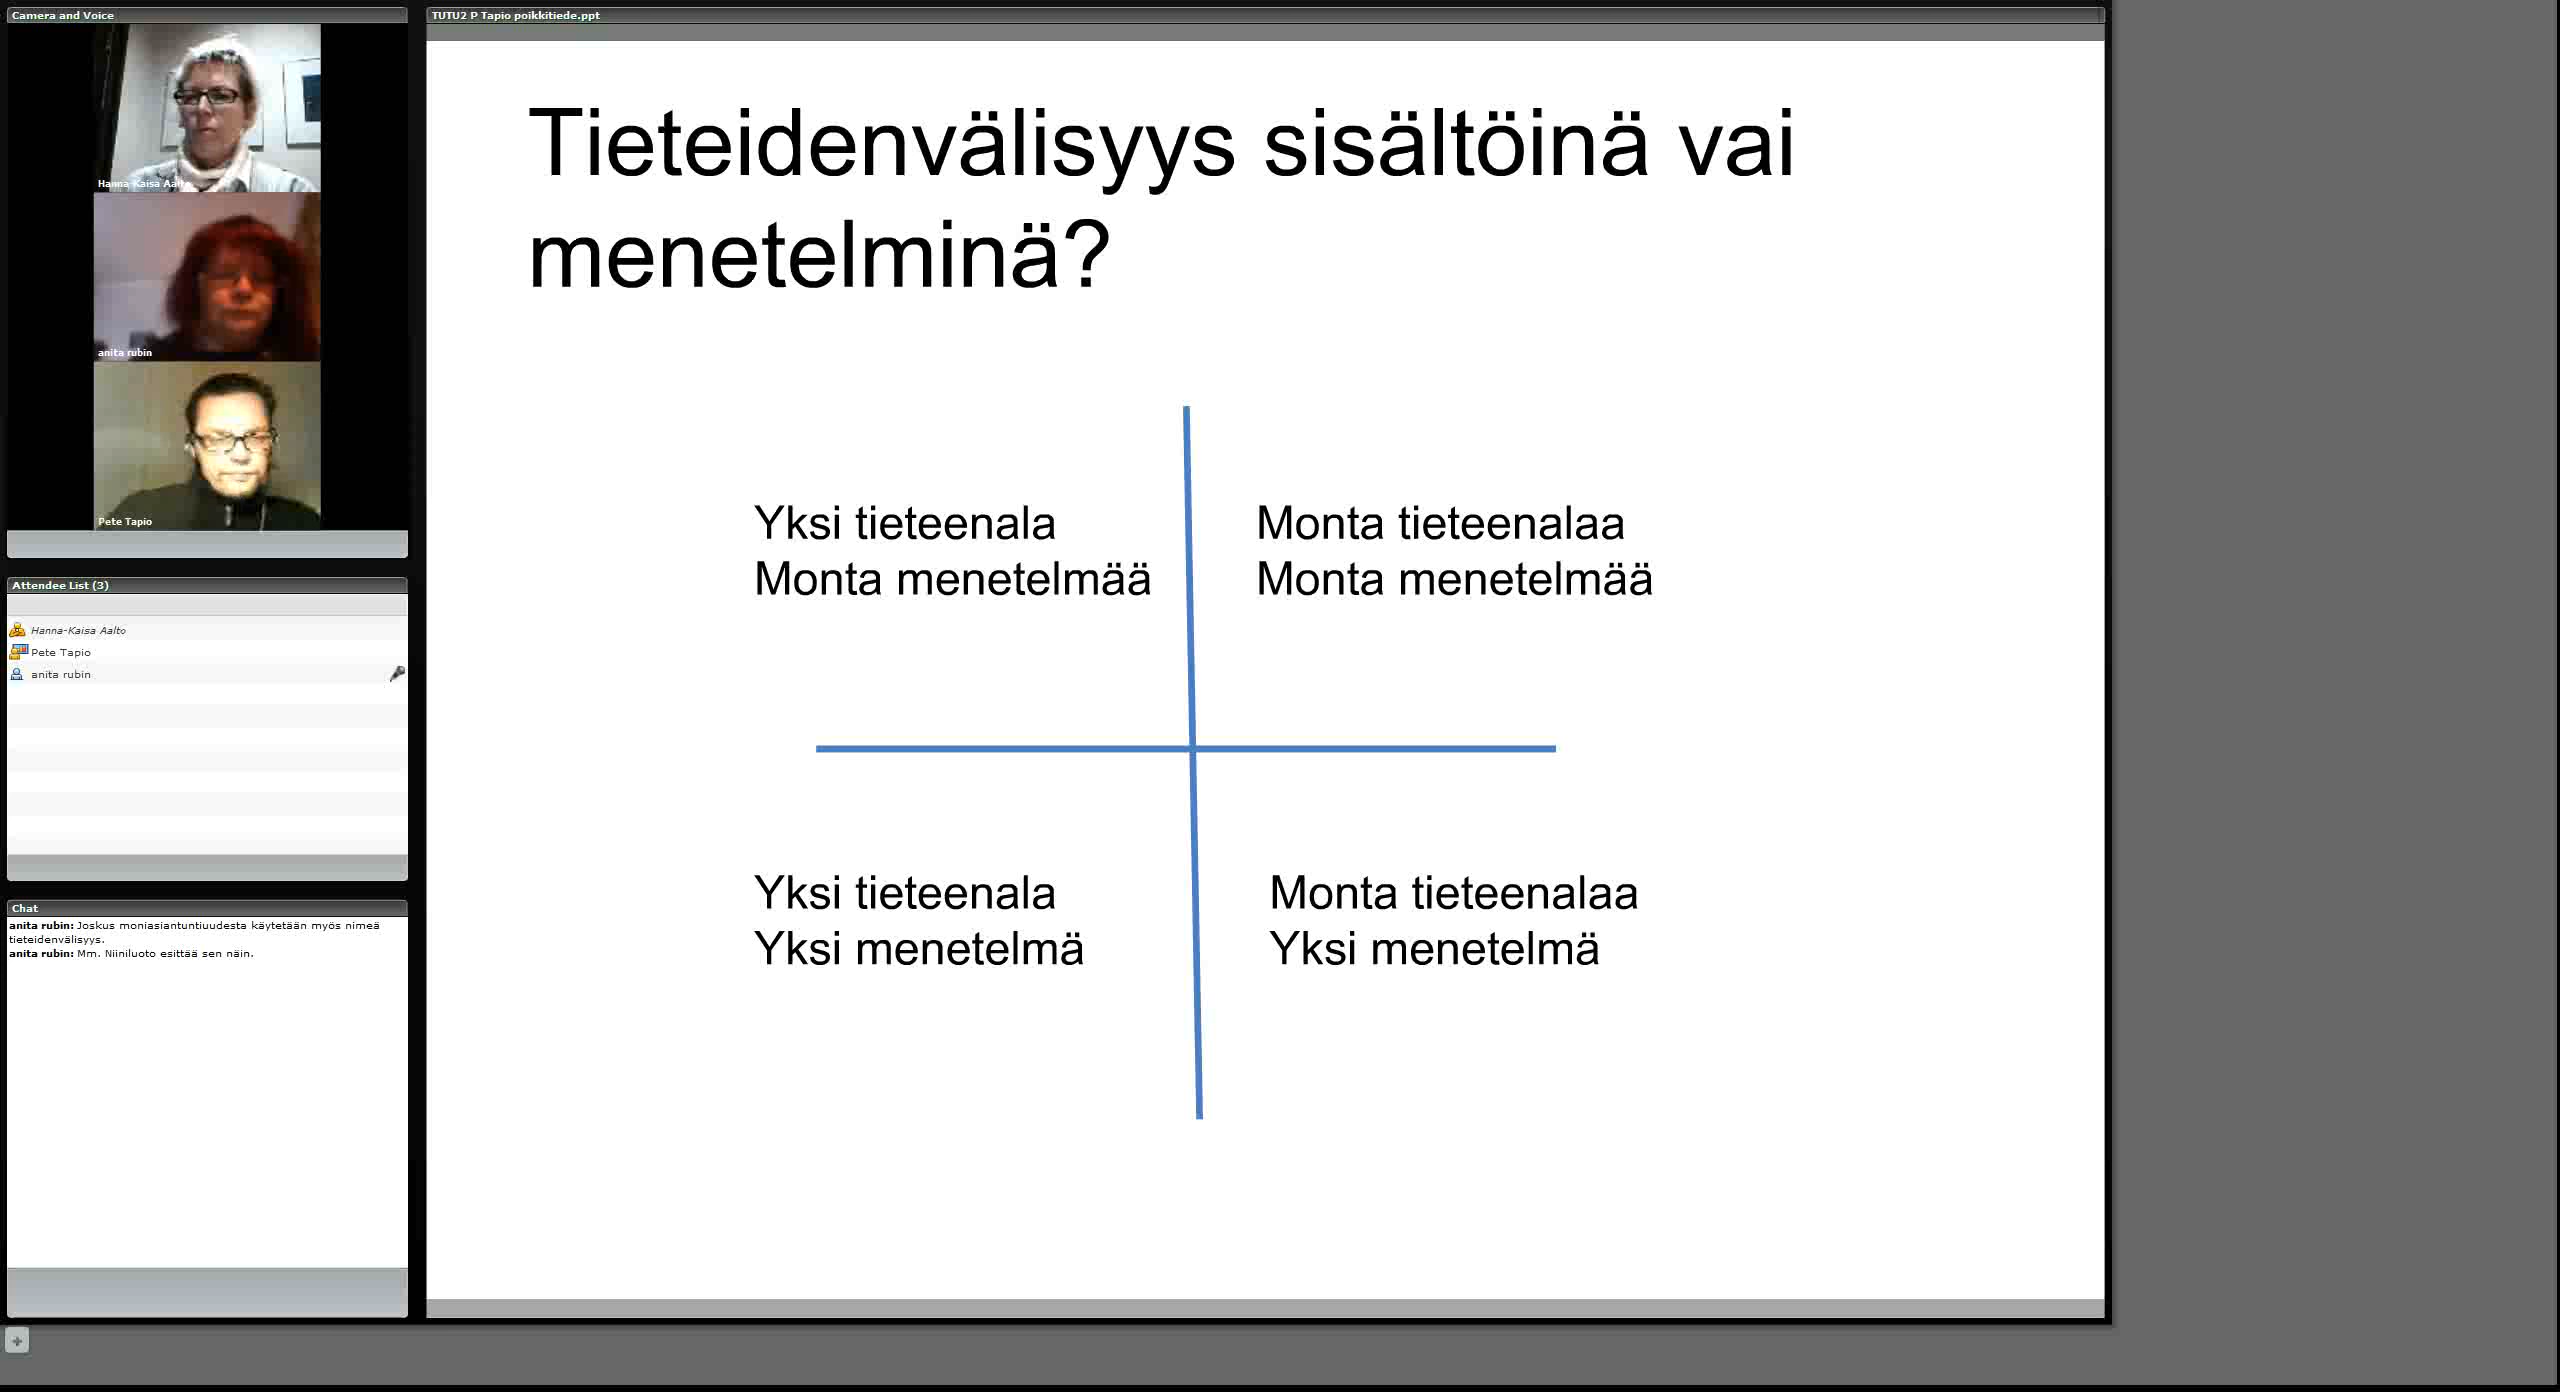 Camera and Voice
Hanna-Kaisa Aalto
anita rubin
Pete Tapio
Attendee List (3)
Hanna-Kaisa Aalto
Pete Tapio
anita rubin
Chat
anita rubin: Joskus moniasiantuntiuudesta käytetään myös nimeä
tieteidenvälisyys.
anita rubin: Mm. Niiniluoto esittää sen näin.
TUTU2 P Tapio poikkitiede.ppt
Tieteidenvälisyys sisältöinä vai
menetelminä?
Yksi tieteenala
Monta menetelmää
Monta tieteenalaa
Monta menetelmää
Yksi tieteenala
Yksi menetelmä
Monta tieteenalaa
Yksi menetelmä